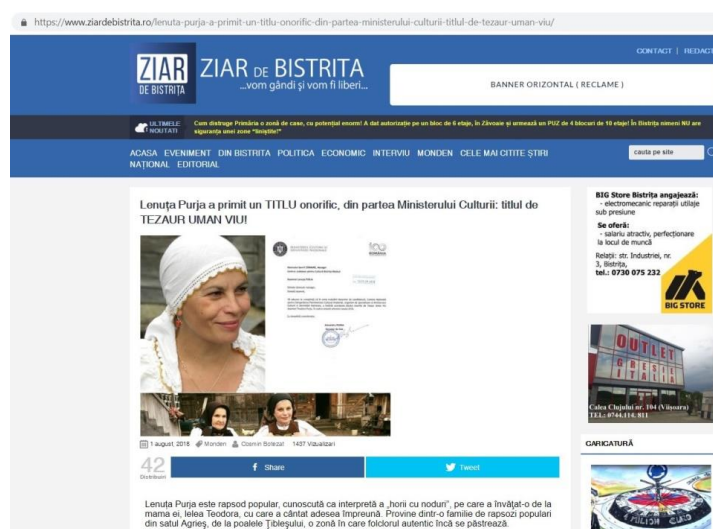 https://www.ziardebistrita.ro/lenuta-purja-a-primit-un-titlu-onorific-din-partea-ministerului-culturii-titlul-de-tezaur-uman-viu/
CONTACT | REDACT
ZIAR
DE BISTRIȚA
ZIAR DE BISTRITA
...vom gândi și vom fi liberi...
BANNER ORIZONTAL ( RECLAME )
ULTIMELE
NOUTATI
Cum distruge Primăria o zonă de case, cu potențial enorm! A dat autorizație pe un bloc de 6 etaje, în Zăvoaie și urmează un PUZ de 4 blocuri de 10 etaje! În Bistrița nimeni NU are
siguranța unei zone "liniștite!"
ACASA EVENIMENT DIN BISTRITA POLITICA ECONOMIC INTERVIU MONDEN CELE MAI CITITE ȘTIRI
NAȚIONAL EDITORIAL
cauta pe site
Lenuța Purja a primit un TITLU onorific, din partea Ministerului Culturii: titlul de
TEZAUR UMAN VIU!
1 august, 2018 Monden Cosmin Botezat 1437 Vizualizari
42
Distribuiri
Share
Tweet
Lenuța Purja este rapsod popular, cunoscută ca interpretă a „horii cu noduri”, pe care a învățat-o de la
mama ei, lelea Teodora, cu care a cântat adesea împreună. Provine dintr-o familie de rapsozi populari
din satul Agrieș, de la poalele Țibleșului, o zonă în care folclorul autentic încă se păstrează.
BIG Store Bistrița angajează:
- electromecanic reparații utilaje
sub presiune
Se oferă:
- salariu atractiv, perfecționare
la locul de muncă
Relații: str. Industriei, nr.
3, Bistrița,
tel.: 0730 075 232
BIG STORE
OUTLET
GRESIA
ITALIA
Calea Clujului nr. 194 (Viișoara)
TEL: 0744.114. 811
CARICATURĂ